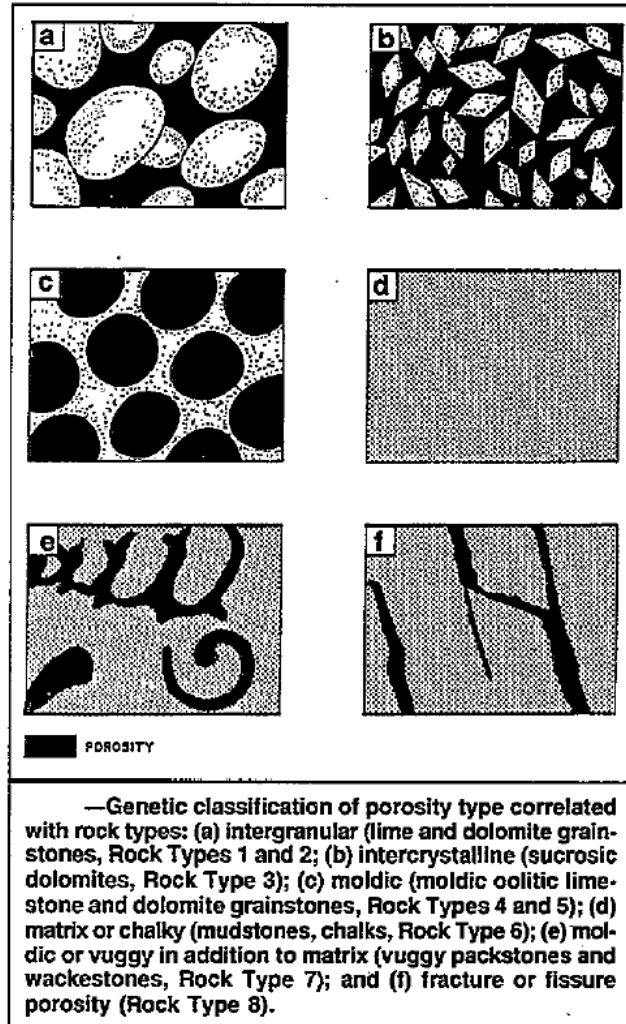 a
b
c
d
e
f
POROSITY
—Genetic classification of porosity type correlated
with rock types: (a) intergranular (lime and dolomite grain-
stones, Rock Types 1 and 2; (b) intercrystalline (sucrosic
dolomites, Rock Type 3); (c) moldic (moldic oolitic lime-
stone and dolomite grainstones, Rock Types 4 and 5); (d)
matrix or chalky (mudstones, chalks, Rock Type 6); (e) mol-
dic or vuggy in addition to matrix (vuggy packstones and
wackestones, Rock Type 7); and (f) fracture or fissure
porosity (Rock Type 8).